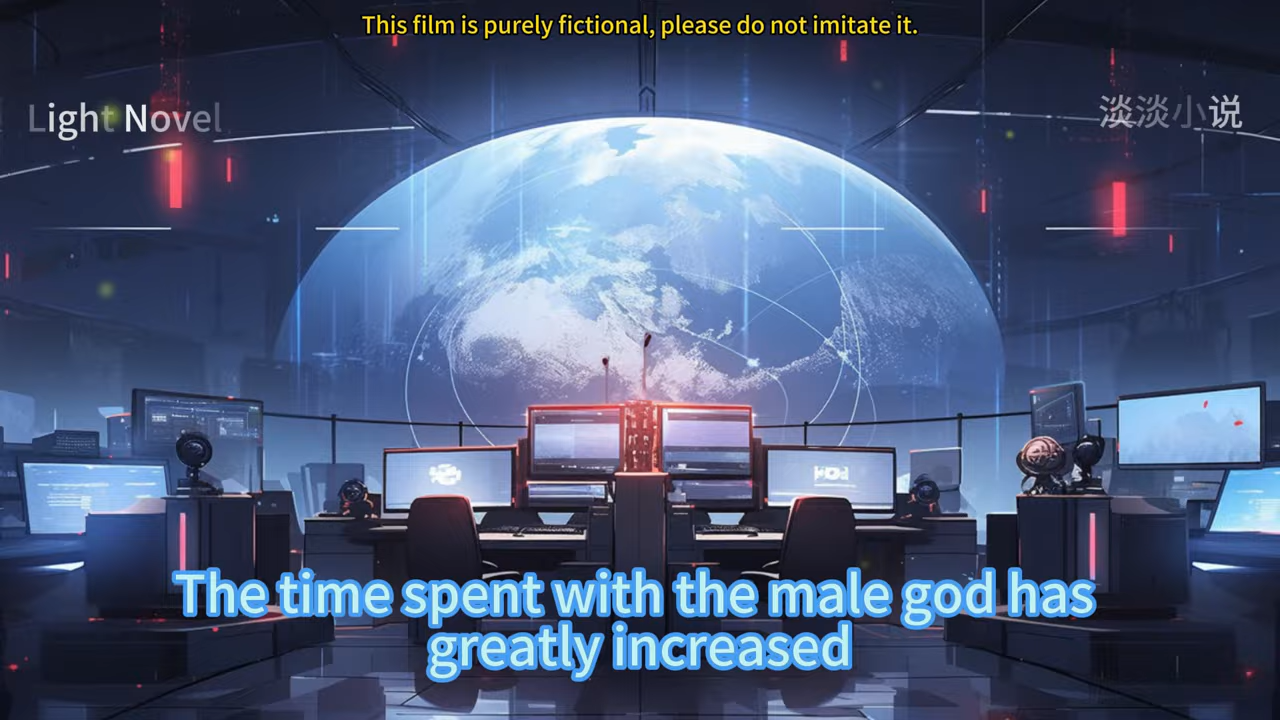 This film is purely fictional, please do not imitate it.
Light Novel
淡淡小说
The time spent with the male god has
greatly increased